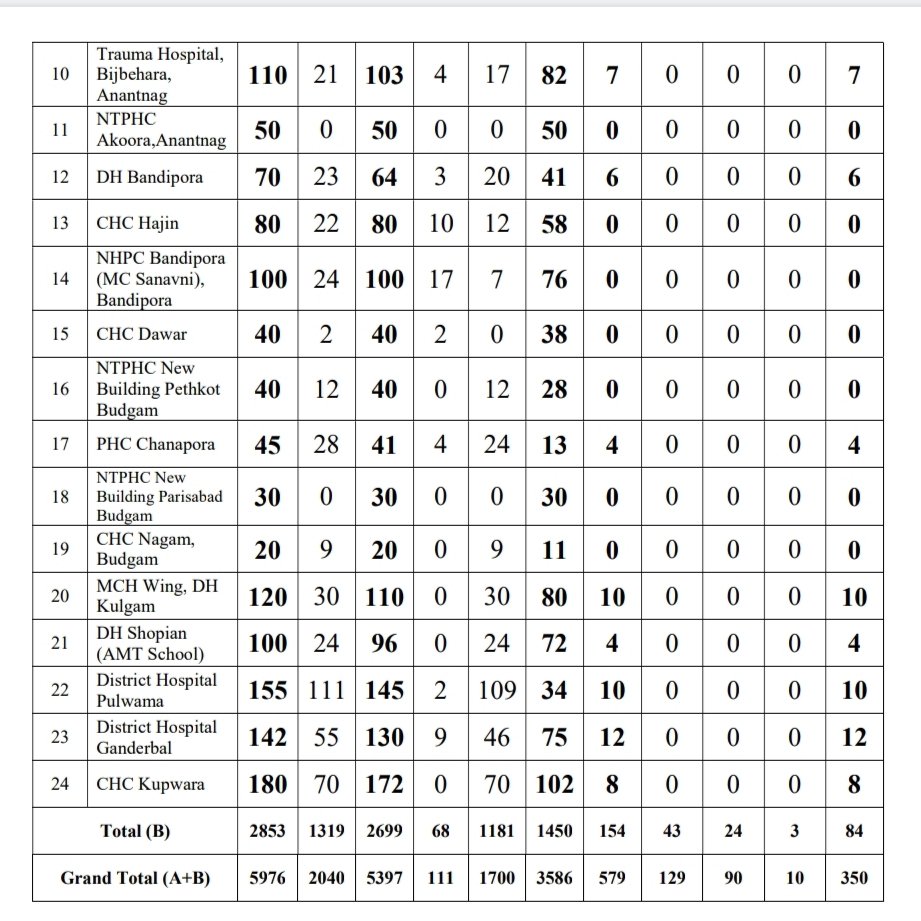 10 Trauma Hospital, Bijbehara, Anantnag 110 21 103 4 17 82 7 0 0 0 7
11 NTPHC Akoora,Anantnag 50 0 50 0 0 50 0 0 0 0 0
12 DH Bandipora 70 23 64 3 20 41 6 0 0 0 6
13 CHC Hajin 80 22 80 10 12 58 0 0 0 0 0
14 NHPC Bandipora (MC Sanavni), Bandipora 100 24 100 17 7 76 0 0 0 0 0
15 CHC Dawar 40 2 40 2 0 38 0 0 0 0 0
16 NTPHC New Building Pethkot Budgam 40 12 40 0 12 28 0 0 0 0 0
17 PHC Chanapora 45 28 41 4 24 13 4 0 0 0 4
18 NTPHC New Building Parisabad Budgam 30 0 30 0 0 30 0 0 0 0 0
19 CHC Nagam, Budgam 20 9 20 0 9 11 0 0 0 0 0
20 MCH Wing, DH Kulgam 120 30 110 0 30 80 10 0 0 0 10
21 DH Shopian (AMT School) 100 24 96 0 24 72 4 0 0 0 4
22 District Hospital Pulwama 155 111 145 2 109 34 10 0 0 0 10
23 District Hospital Ganderbal 142 55 130 9 46 75 12 0 0 0 12
24 CHC Kupwara 180 70 172 0 70 102 8 0 0 0 8
Total (B) 2853 1319 2699 68 1181 1450 154 43 24 3 84
Grand Total (A+B) 5976 2040 5397 111 1700 3586 579 129 90 10 350